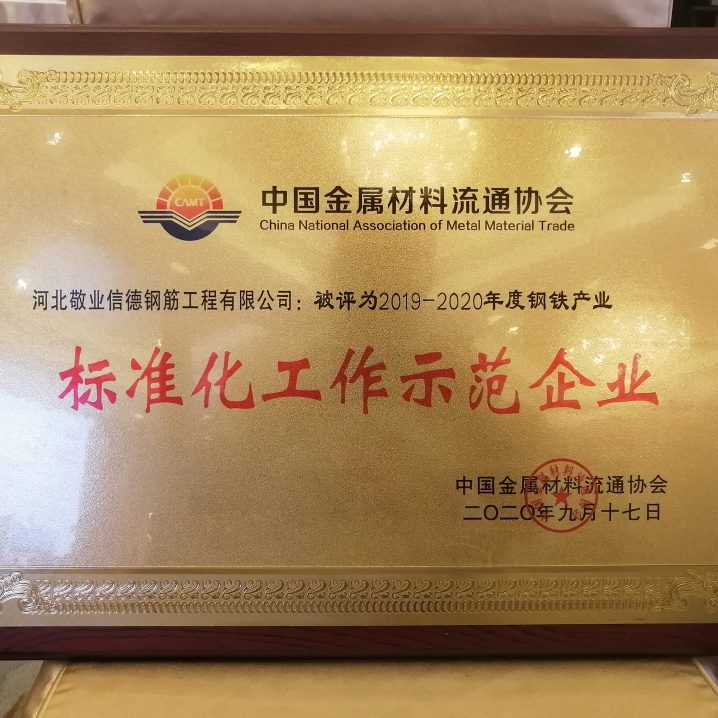 CAMT
中国金属材料流通协会
China National Association of Metal Material Trade
河北敬业信德钢筋工程有限公司：被评为2019-2020年度钢铁产业
标准化工作示范企业
中国金属材料流通协会
二〇二〇年九月十七日